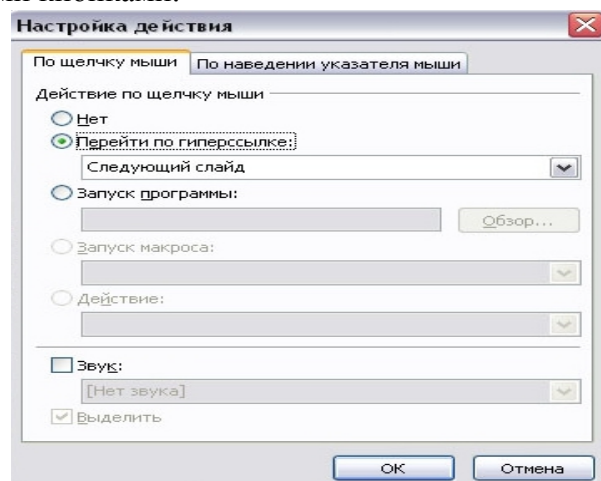 Настройка действия
По щелчку мыши По наведении указателя мыши
Действие по щелчку мыши
Нет
Перейти по гиперссылке:
Следующий слайд
Запуск программы:
Обзор...
Запуск макроса:
Действие:
Звук:
[Нет звука]
Выделить
ОК Отмена